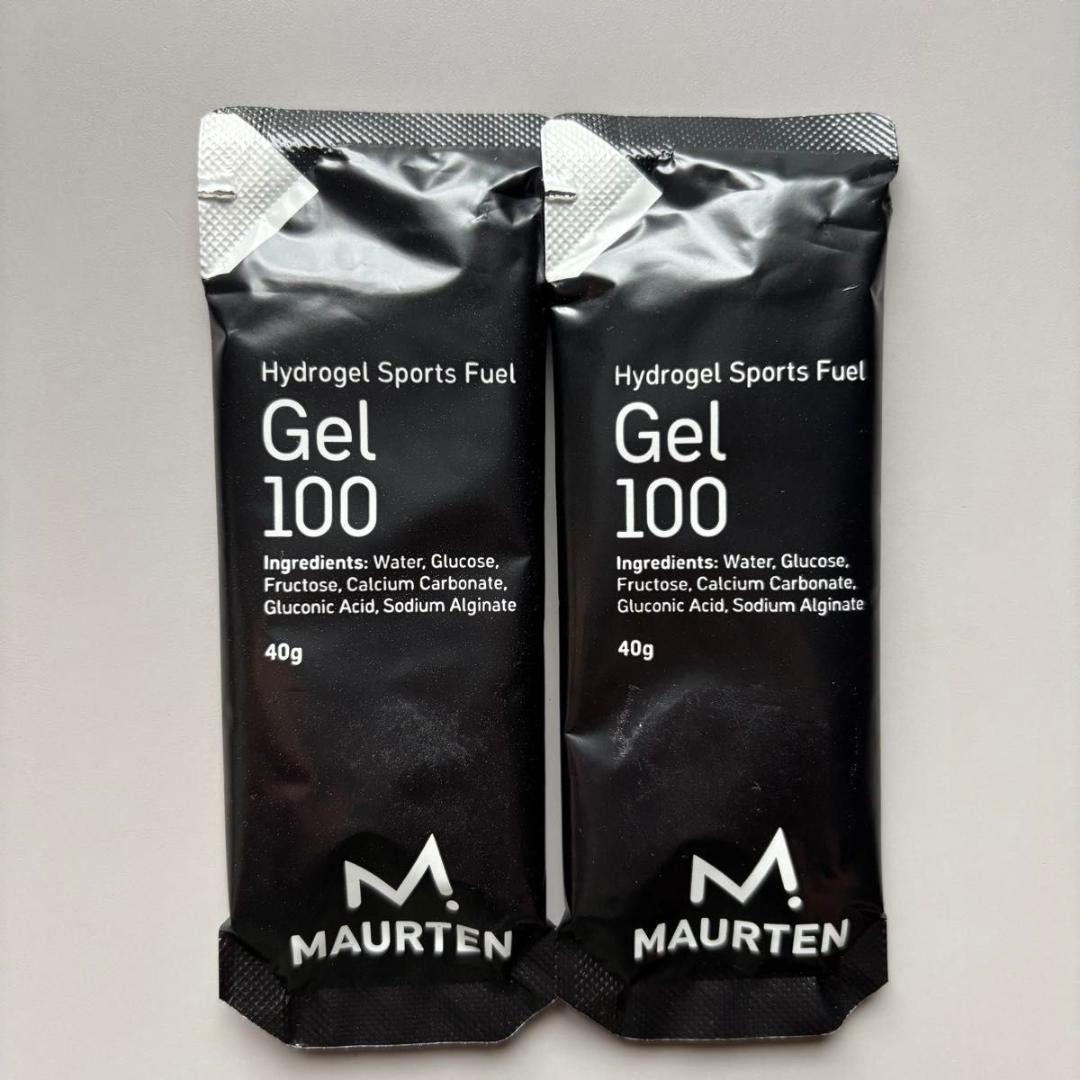 Hydrogel Sports Fuel
Gel
100
Ingredients: Water, Glucose,
Fructose, Calcium Carbonate,
Gluconic Acid, Sodium Alginate
40g
MAURTEN
Hydrogel Sports Fuel
Gel
100
Ingredients: Water, Glucose,
Fructose, Calcium Carbonate,
Gluconic Acid, Sodium Alginate
40g
MAURTEN